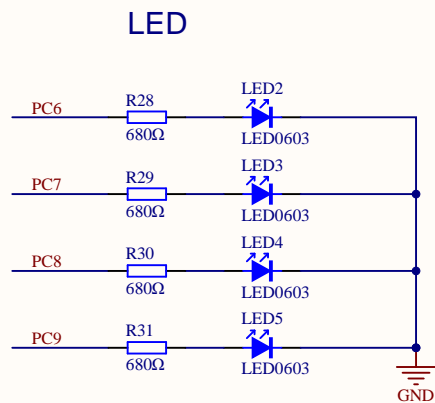 LED
LED2
PC6 R28
680Ω LED0603
LED3
PC7 R29
680Ω LED0603
LED4
PC8 R30
680Ω LED0603
LED5
PC9 R31
680Ω LED0603
GND